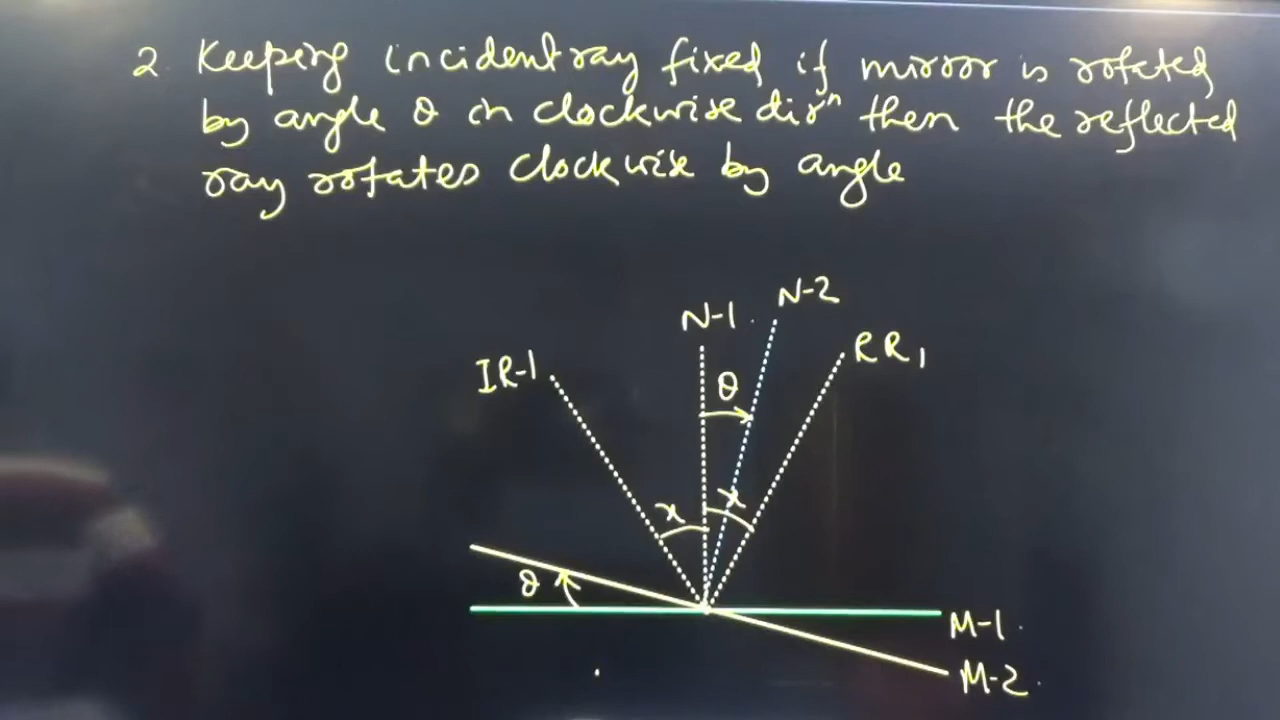 2. Keeping incident ray fixed if mirror is rotated
by angle θ in clockwise dirⁿ then the reflected
ray rotates clockwise by angle
N-2
N-1
RR₁
IR-1
θ
x
x
θ
M-1
M-2